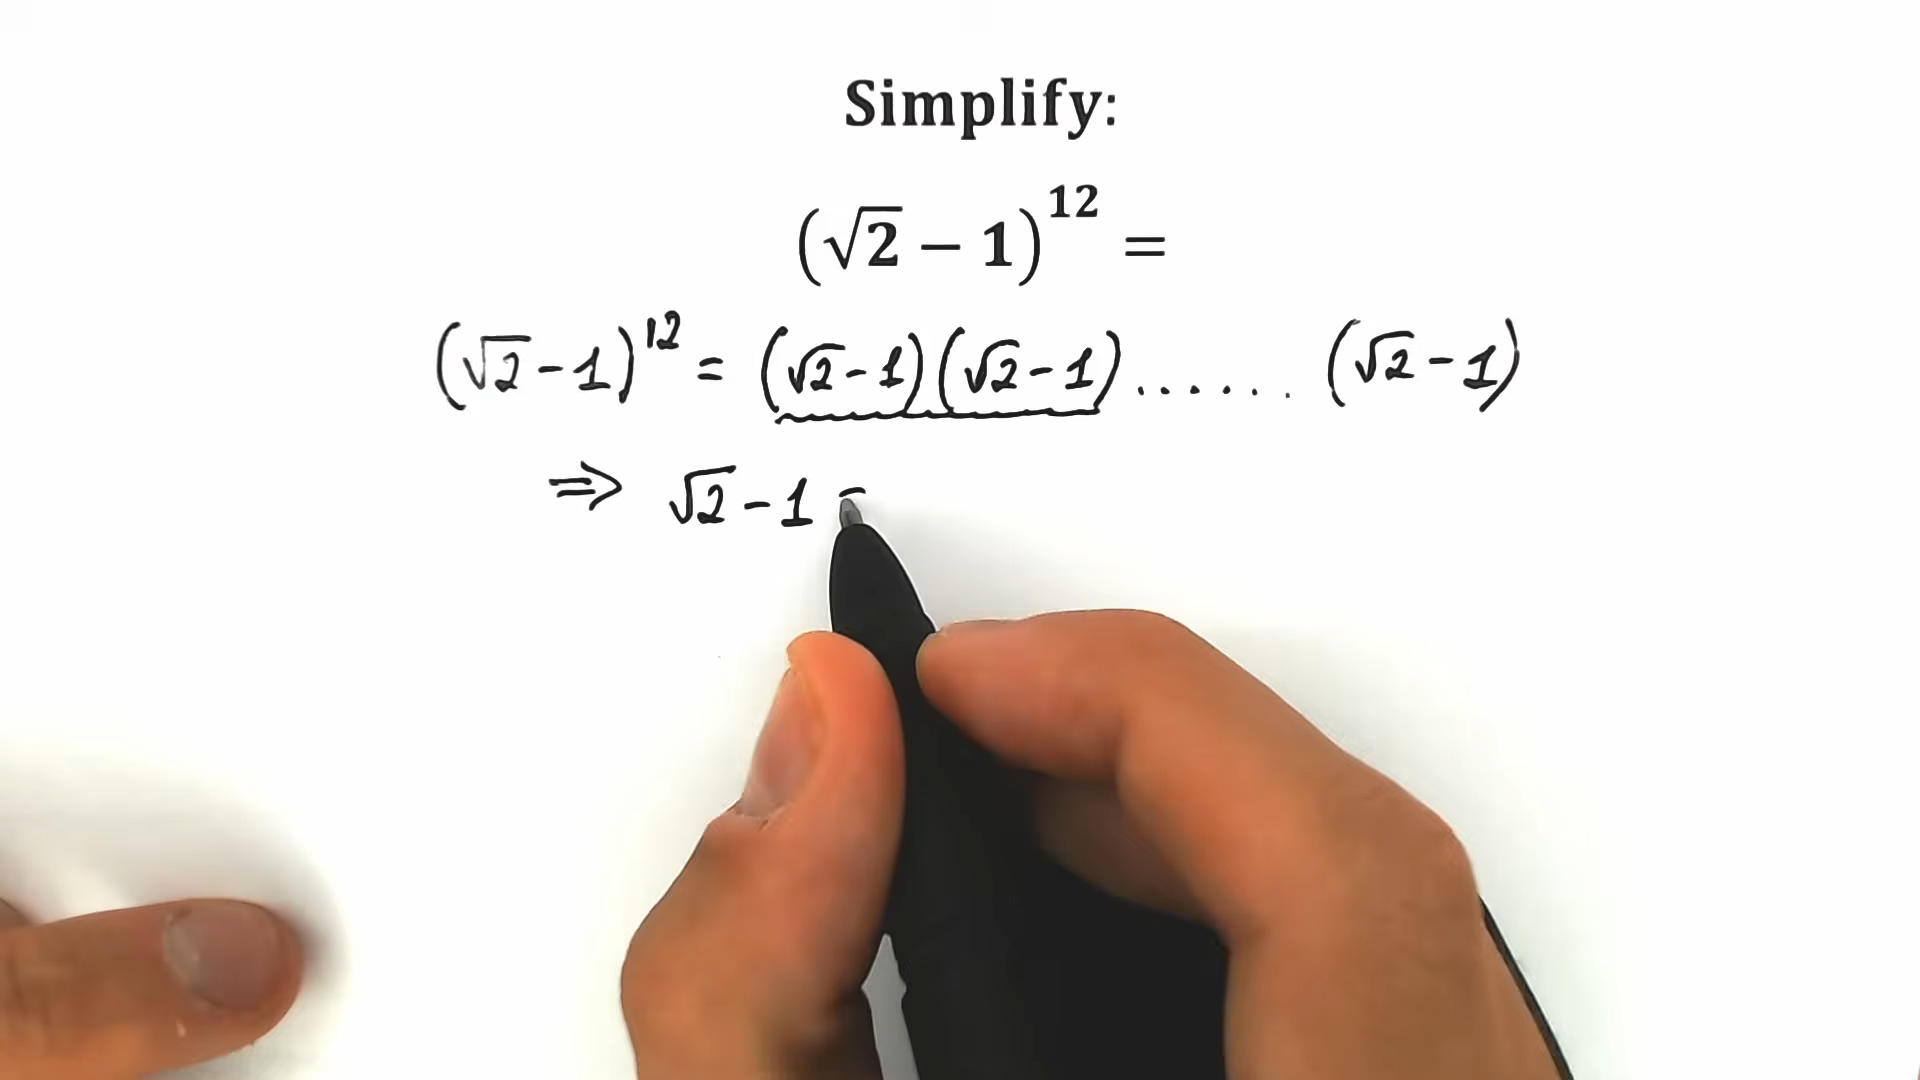 Simplify:
(√2 − 1)¹² =
(√2 - 1)¹² = (√2 - 1)(√2 - 1) ...... (√2 - 1)
⇒ √2 - 1 =